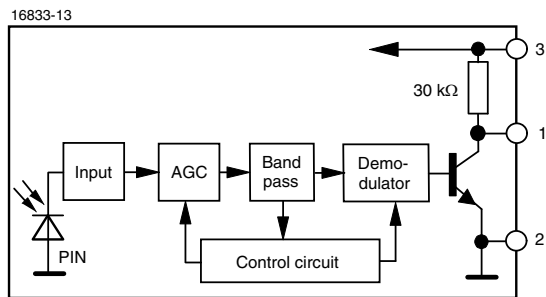 16833-13
3
30 kΩ
1
Input
AGC
Band
pass
Demo-
dulator
2
PIN
Control circuit